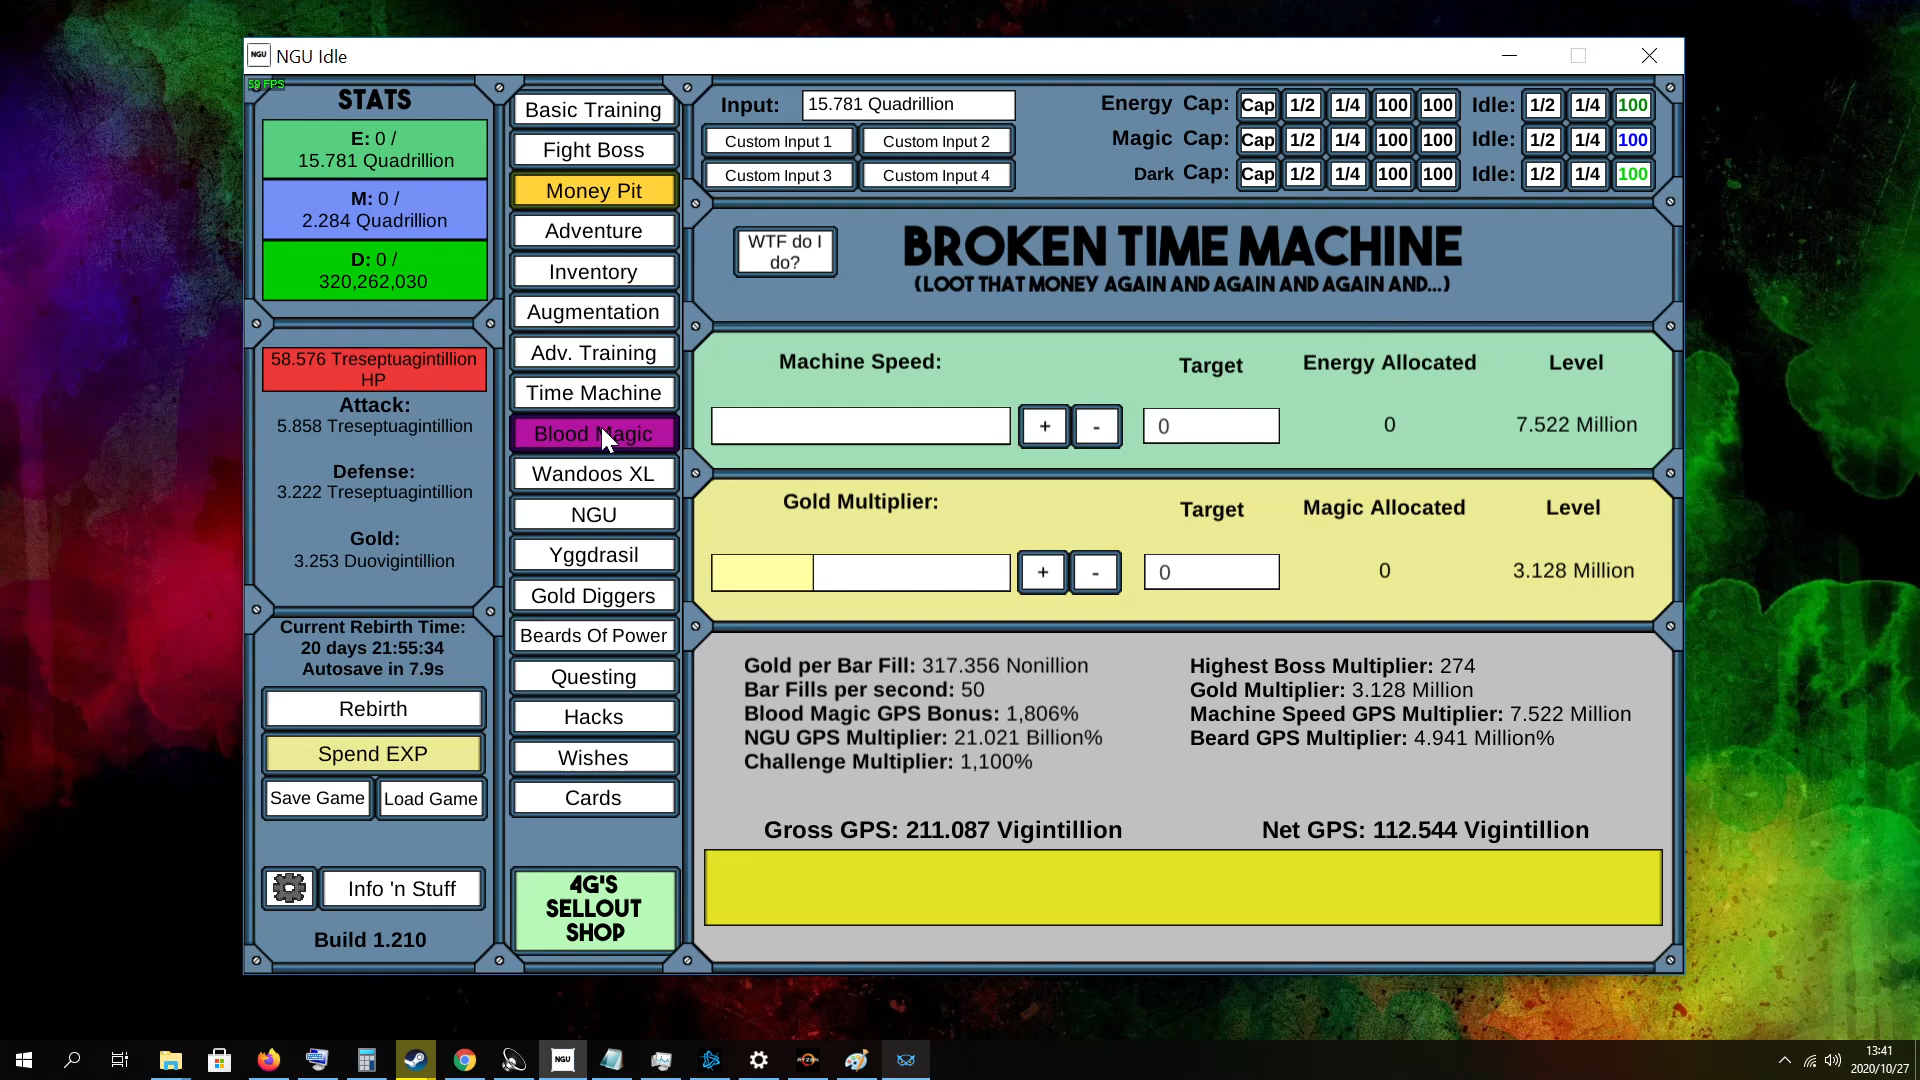 NGU NGU Idle
59 FPS
STATS
E: 0 /
15.781 Quadrillion
M: 0 /
2.284 Quadrillion
D: 0 /
320,262,030
58.576 Treseptuagintillion
HP
Attack:
5.858 Treseptuagintillion
Defense:
3.222 Treseptuagintillion
Gold:
3.253 Duovigintillion
Current Rebirth Time:
20 days 21:55:34
Autosave in 7.9s
Rebirth
Spend EXP
Save Game Load Game
Info 'n Stuff
Build 1.210
Basic Training
Fight Boss
Money Pit
Adventure
Inventory
Augmentation
Adv. Training
Time Machine
Blood Magic
Wandoos XL
NGU
Yggdrasil
Gold Diggers
Beards Of Power
Questing
Hacks
Wishes
Cards
4G'S
SELLOUT
SHOP
Input: 15.781 Quadrillion
Custom Input 1 Custom Input 2
Custom Input 3 Custom Input 4
Energy Cap: Cap 1/2 1/4 100 100 Idle: 1/2 1/4 100
Magic Cap: Cap 1/2 1/4 100 100 Idle: 1/2 1/4 100
Dark Cap: Cap 1/2 1/4 100 100 Idle: 1/2 1/4 100
WTF do I
do?
BROKEN TIME MACHINE
(LOOT THAT MONEY AGAIN AND AGAIN AND AGAIN AND...)
Machine Speed: Target Energy Allocated Level
+ - 0 0 7.522 Million
Gold Multiplier: Target Magic Allocated Level
+ - 0 0 3.128 Million
Gold per Bar Fill: 317.356 Nonillion
Bar Fills per second: 50
Blood Magic GPS Bonus: 1,806%
NGU GPS Multiplier: 21.021 Billion%
Challenge Multiplier: 1,100%
Highest Boss Multiplier: 274
Gold Multiplier: 3.128 Million
Machine Speed GPS Multiplier: 7.522 Million
Beard GPS Multiplier: 4.941 Million%
Gross GPS: 211.087 Vigintillion Net GPS: 112.544 Vigintillion
NGU
RYZEN
13:41
2020/10/27